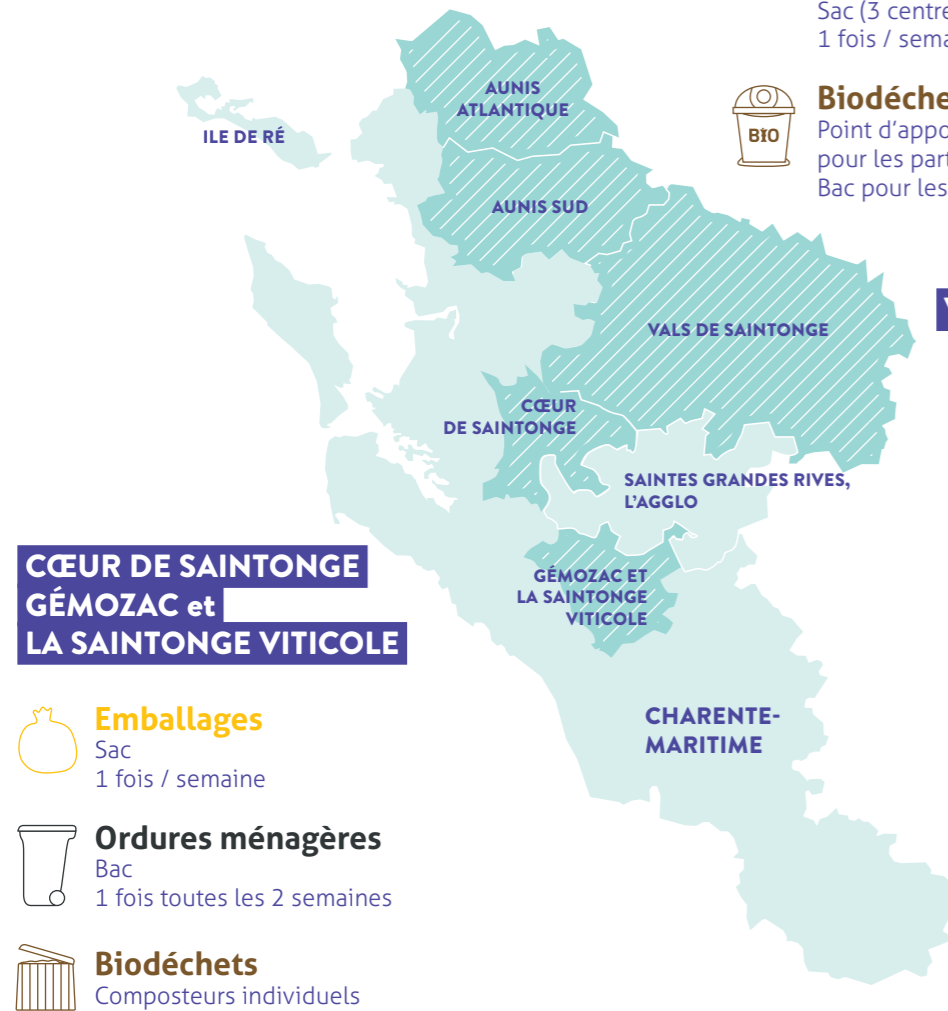 Sac (3 centre
1 fois / sema
Biodéche
BIO
Point d'appo
pour les part
Bac pour les
AUNIS
ATLANTIQUE
ILE DE RÉ
AUNIS SUD
VALS DE SAINTONGE
CŒUR
DE SAINTONGE
SAINTES GRANDES RIVES,
L'AGGLO
GÉMOZAC ET
LA SAINTONGE
VITICOLE
CHARENTE-
MARITIME
CŒUR DE SAINTONGE
GÉMOZAC et
LA SAINTONGE VITICOLE
Emballages
Sac
1 fois / semaine
Ordures ménagères
Bac
1 fois toutes les 2 semaines
Biodéchets
Composteurs individuels